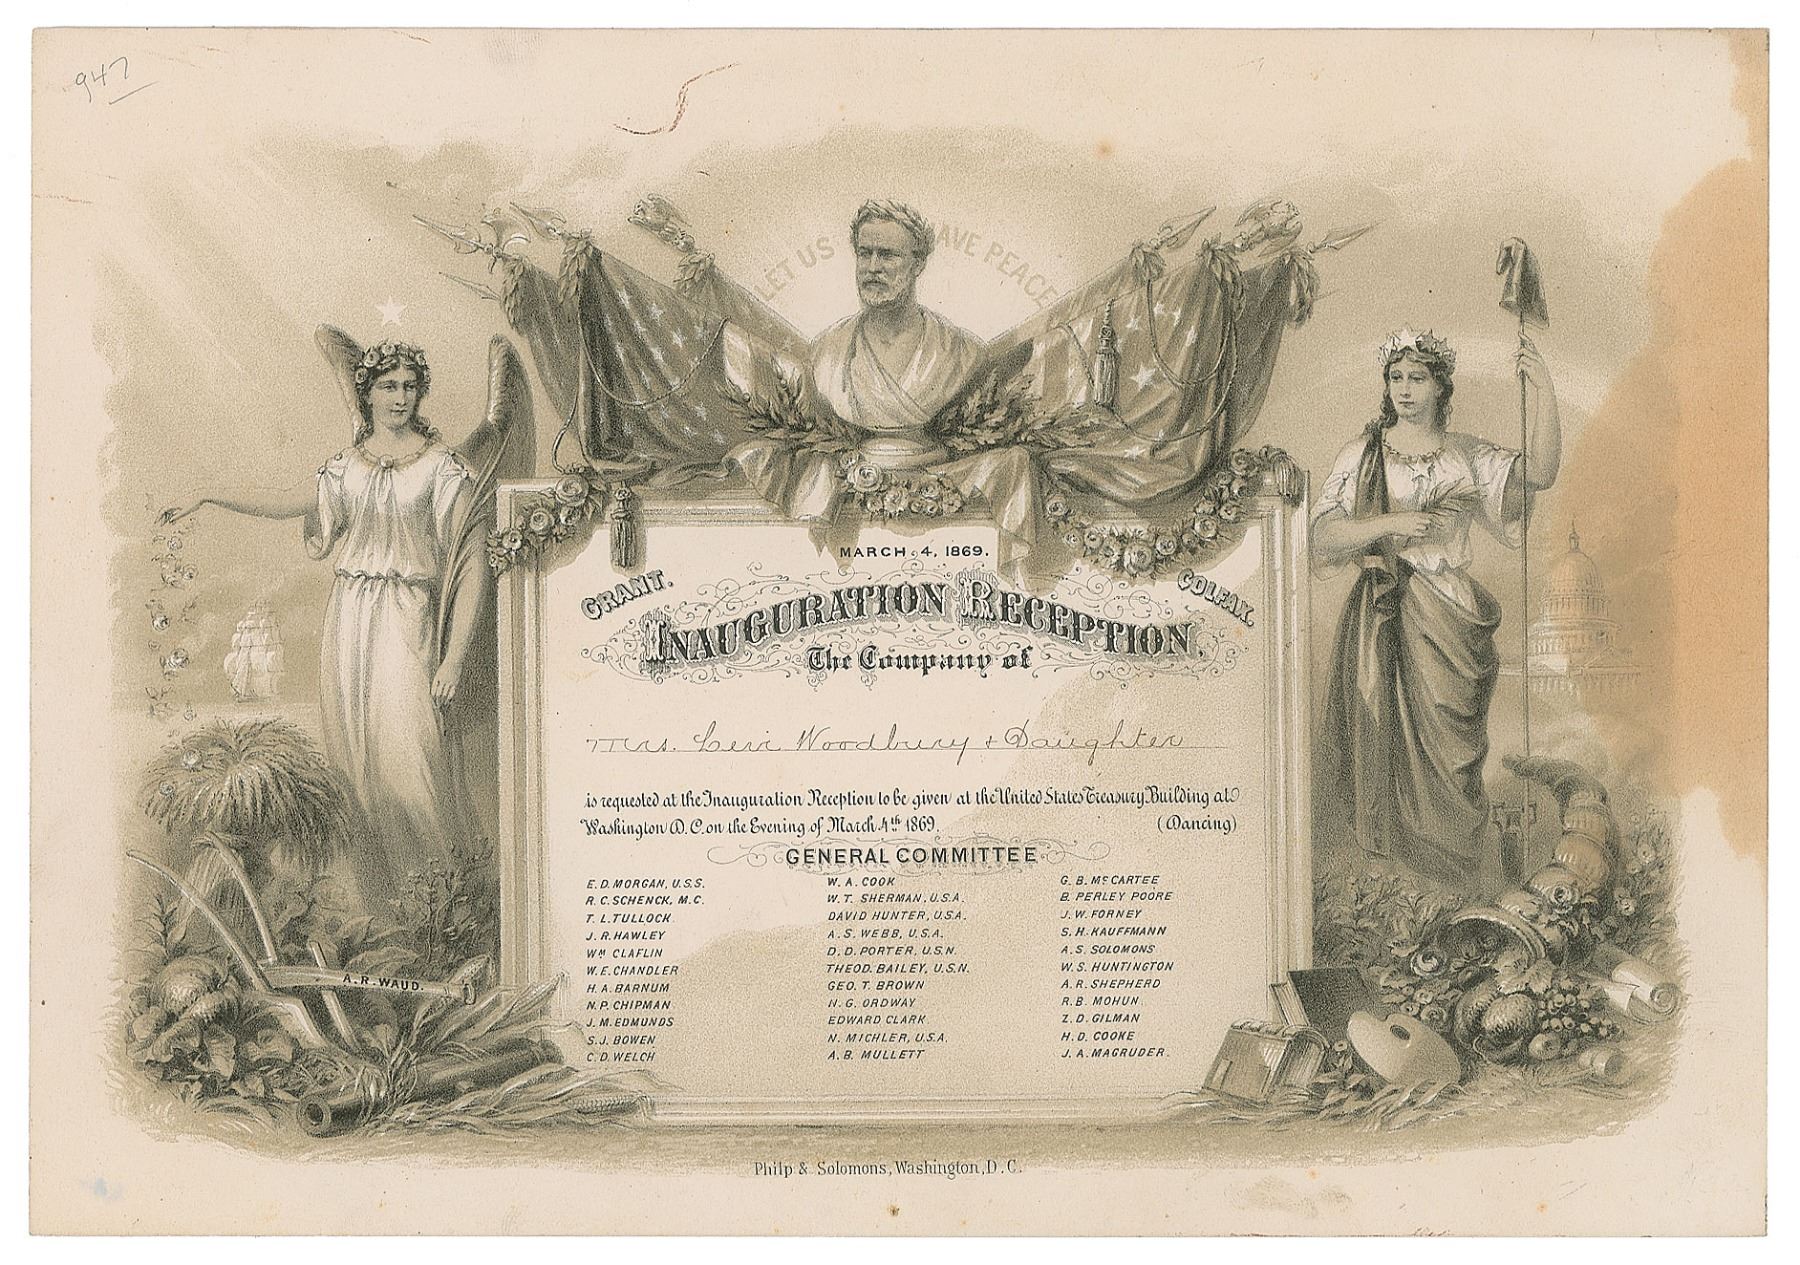 947
LET US HAVE PEACE
MARCH 4, 1869.
GRANT. COLFAX.
INAUGURATION RECEPTION,
The Company of
Mrs. Levi Woodbury & Daughter
is requested at the Inauguration Reception to be given at the United States Treasury Building at
Washington D.C. on the Evening of March 4th 1869. (Dancing)
GENERAL COMMITTEE
E. D. MORGAN, U.S.S.
R. C. SCHENCK, M.C.
T. L. TULLOCK
J. R. HAWLEY
WM CLAFLIN
W. E. CHANDLER
H. A. BARNUM
N. P. CHIPMAN
J. M. EDMUNDS
S. J. BOWEN
C. D. WELCH
W. A. COOK
W. T. SHERMAN, U.S.A.
DAVID HUNTER, U.S.A.
A. S. WEBB, U.S.A.
D. D. PORTER, U.S.N.
THEOD. BAILEY, U.S.N.
GEO. T. BROWN
N. G. ORDWAY
EDWARD CLARK
N. MICHLER, U.S.A.
A. B. MULLETT
G. B. McCARTEE
B. PERLEY POORE
J. W. FORNEY
S. H. KAUFFMANN
A. S. SOLOMONS
W. S. HUNTINGTON
A. R. SHEPHERD
R. B. MOHUN
Z. D. GILMAN
H. D. COOKE
J. A. MAGRUDER.
A. R. WAUD.
Philp & Solomons, Washington, D. C.